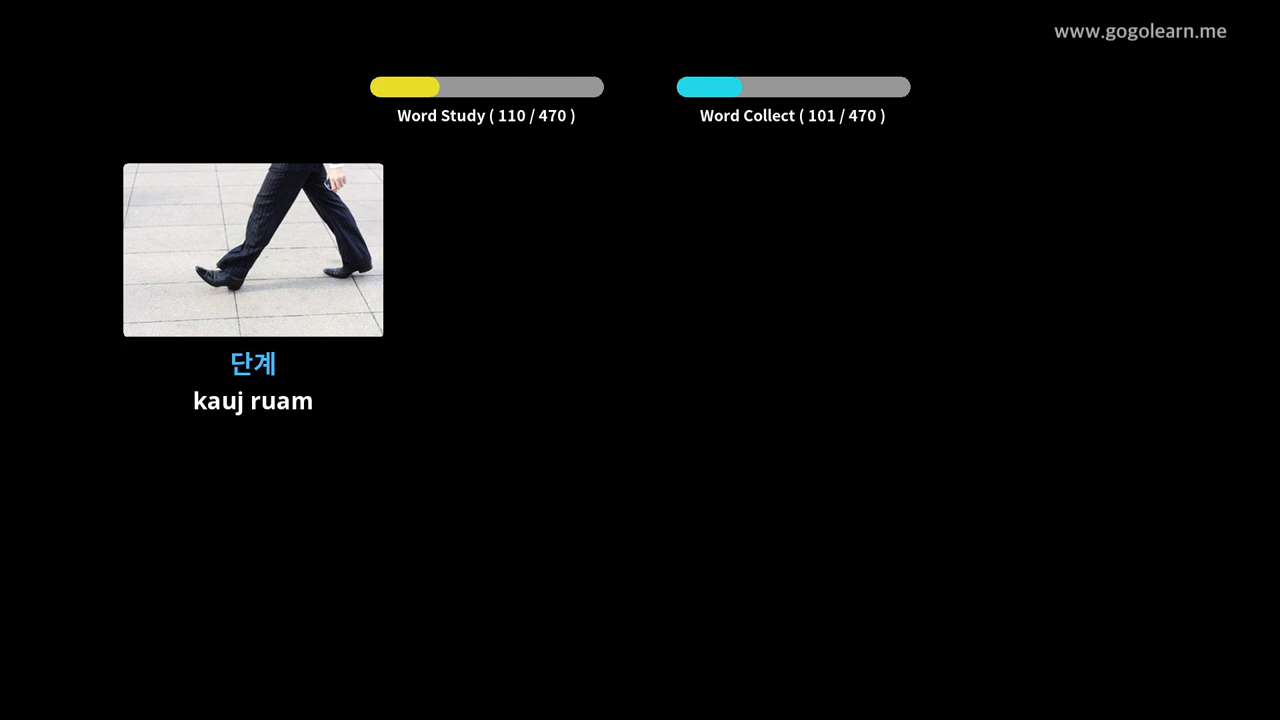 www.gogolearn.me
Word Study ( 110 / 470 )
Word Collect ( 101 / 470 )
단계
kauj ruam